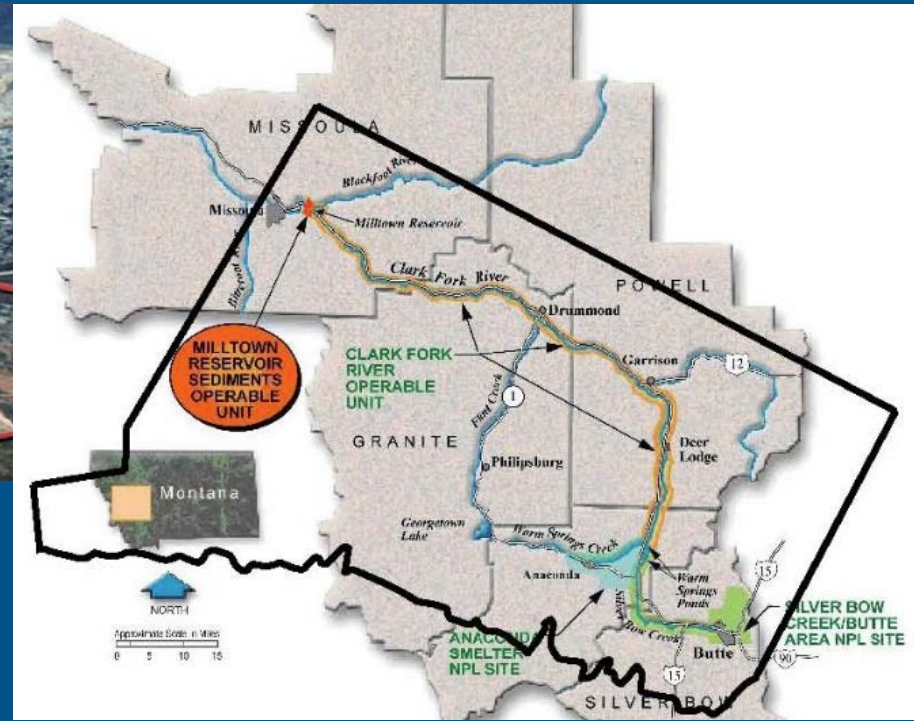 MISSOULA
Blackfoot River
Missoula
Milltown Reservoir
Bitterroot River
Clark Fork River
POWELL
Drummond
MILLTOWN
RESERVOIR
SEDIMENTS
OPERABLE
UNIT
CLARK FORK
RIVER
OPERABLE
UNIT
Garrison
12
Flint Creek
1
GRANITE
Deer
Lodge
Philipsburg
Montana
Georgetown
Lake
Warm Springs Creek
Anaconda
Warm
Springs
Ponds
15
NORTH
Silver Bow Creek
SILVER BOW
CREEK/BUTTE
AREA NPL SITE
Approximate Scale in Miles
0 5 10 15
ANACONDA
SMELTER
NPL SITE
Butte
90
15
SILVER BOW